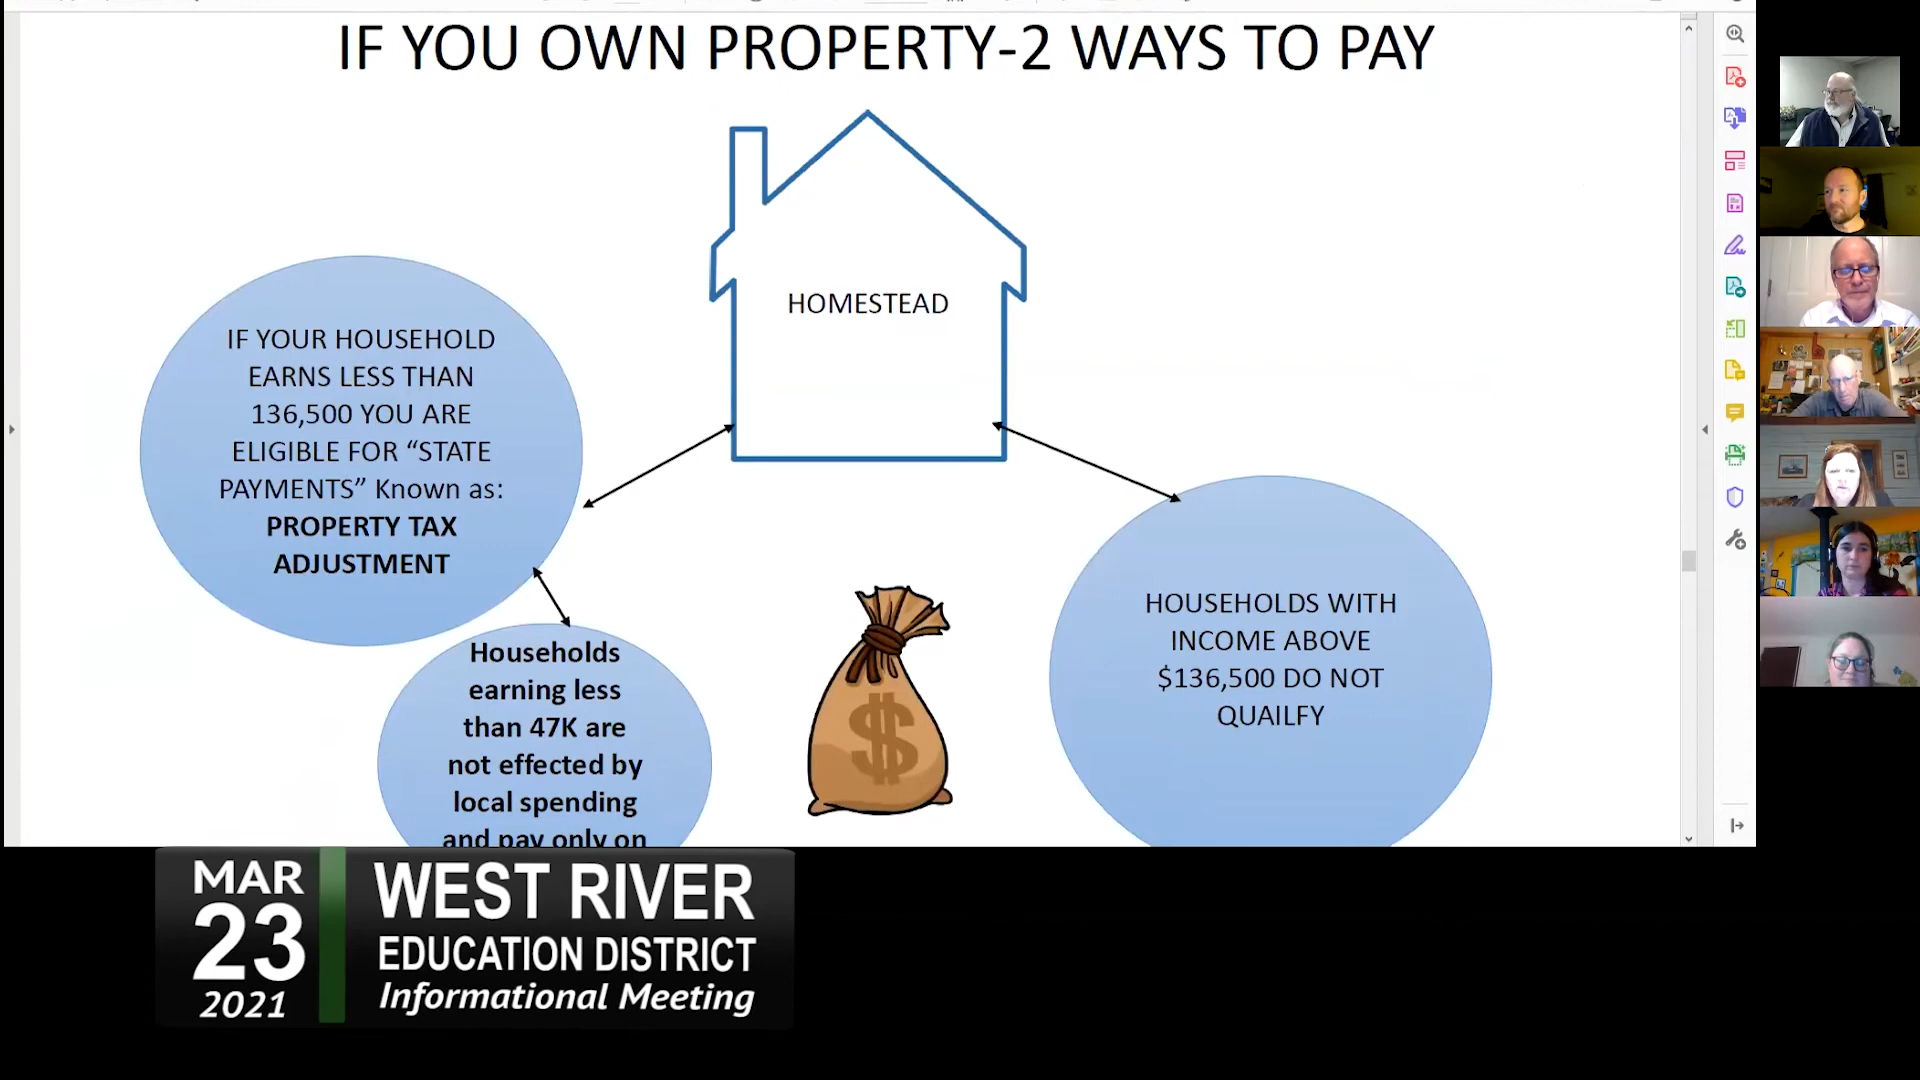 IF YOU OWN PROPERTY-2 WAYS TO PAY
HOMESTEAD
IF YOUR HOUSEHOLD
EARNS LESS THAN
136,500 YOU ARE
ELIGIBLE FOR “STATE
PAYMENTS” Known as:
PROPERTY TAX
ADJUSTMENT
Households
earning less
than 47K are
not effected by
local spending
and pay only on
HOUSEHOLDS WITH
INCOME ABOVE
$136,500 DO NOT
QUAILFY
$
MAR
23
2021
WEST RIVER
EDUCATION DISTRICT
Informational Meeting